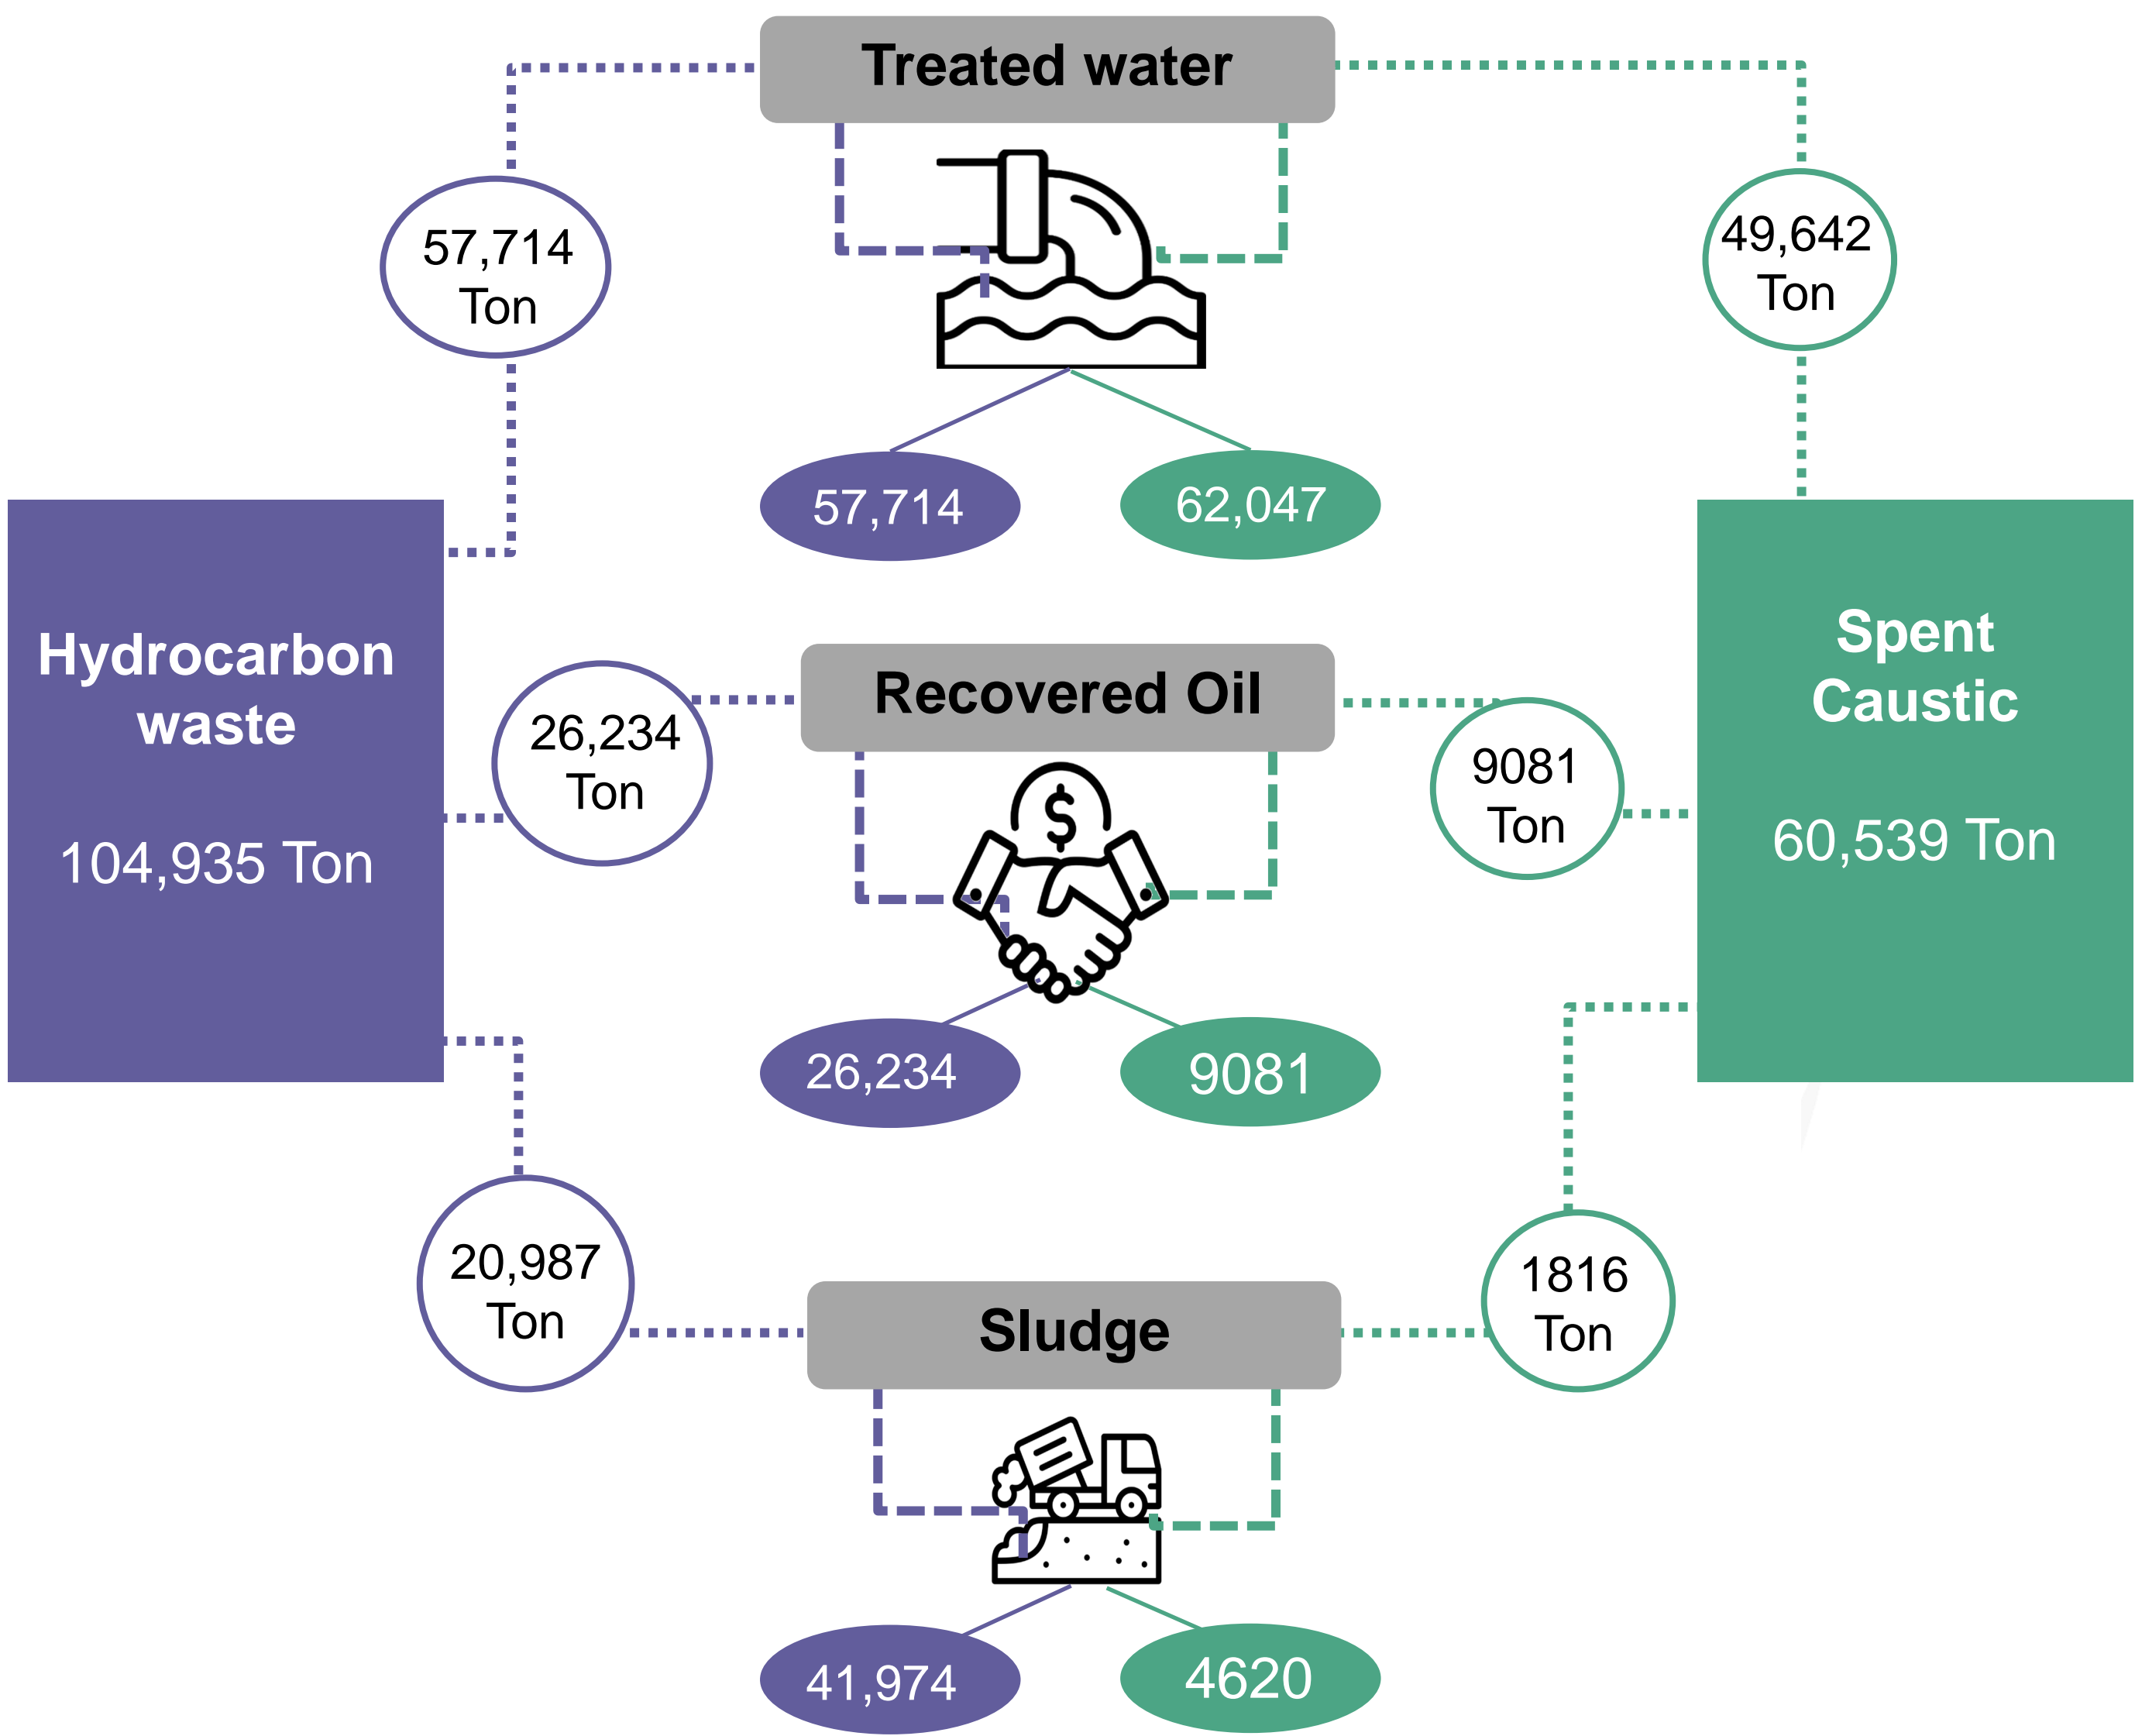 Treated water
57,714
Ton
49,642
Ton
57,714
62,047
Hydrocarbon
waste
104,935 Ton
26,234
Ton
Recovered Oil
$
9081
Ton
Spent
Caustic
60,539 Ton
26,234
9081
20,987
Ton
Sludge
1816
Ton
41,974
4620